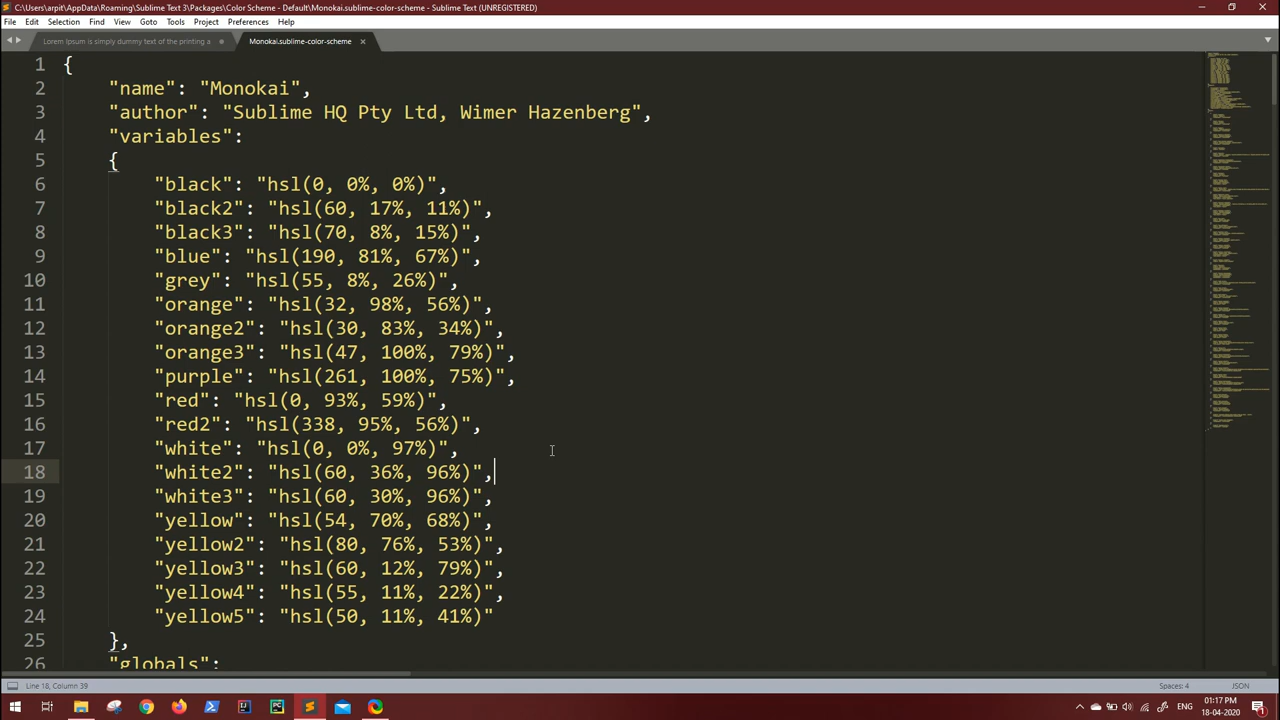 C:\Users\arpit\AppData\Roaming\Sublime Text 3\Packages\Color Scheme - Default\Monokai.sublime-color-scheme - Sublime Text (UNREGISTERED)
File Edit Selection Find View Goto Tools Project Preferences Help
Lorem Ipsum is simply dummy text of the printing a Monokai.sublime-color-scheme
1 {
2 "name": "Monokai",
3 "author": "Sublime HQ Pty Ltd, Wimer Hazenberg",
4 "variables":
5 {
6 "black": "hsl(0, 0%, 0%)",
7 "black2": "hsl(60, 17%, 11%)",
8 "black3": "hsl(70, 8%, 15%)",
9 "blue": "hsl(190, 81%, 67%)",
10 "grey": "hsl(55, 8%, 26%)",
11 "orange": "hsl(32, 98%, 56%)",
12 "orange2": "hsl(30, 83%, 34%)",
13 "orange3": "hsl(47, 100%, 79%)",
14 "purple": "hsl(261, 100%, 75%)",
15 "red": "hsl(0, 93%, 59%)",
16 "red2": "hsl(338, 95%, 56%)",
17 "white": "hsl(0, 0%, 97%)",
18 "white2": "hsl(60, 36%, 96%)",
19 "white3": "hsl(60, 30%, 96%)",
20 "yellow": "hsl(54, 70%, 68%)",
21 "yellow2": "hsl(80, 76%, 53%)",
22 "yellow3": "hsl(60, 12%, 79%)",
23 "yellow4": "hsl(55, 11%, 22%)",
24 "yellow5": "hsl(50, 11%, 41%)"
25 },
26 "globals":
Line 18, Column 39 Spaces: 4 JSON
ENG 01:17 PM
18-04-2020